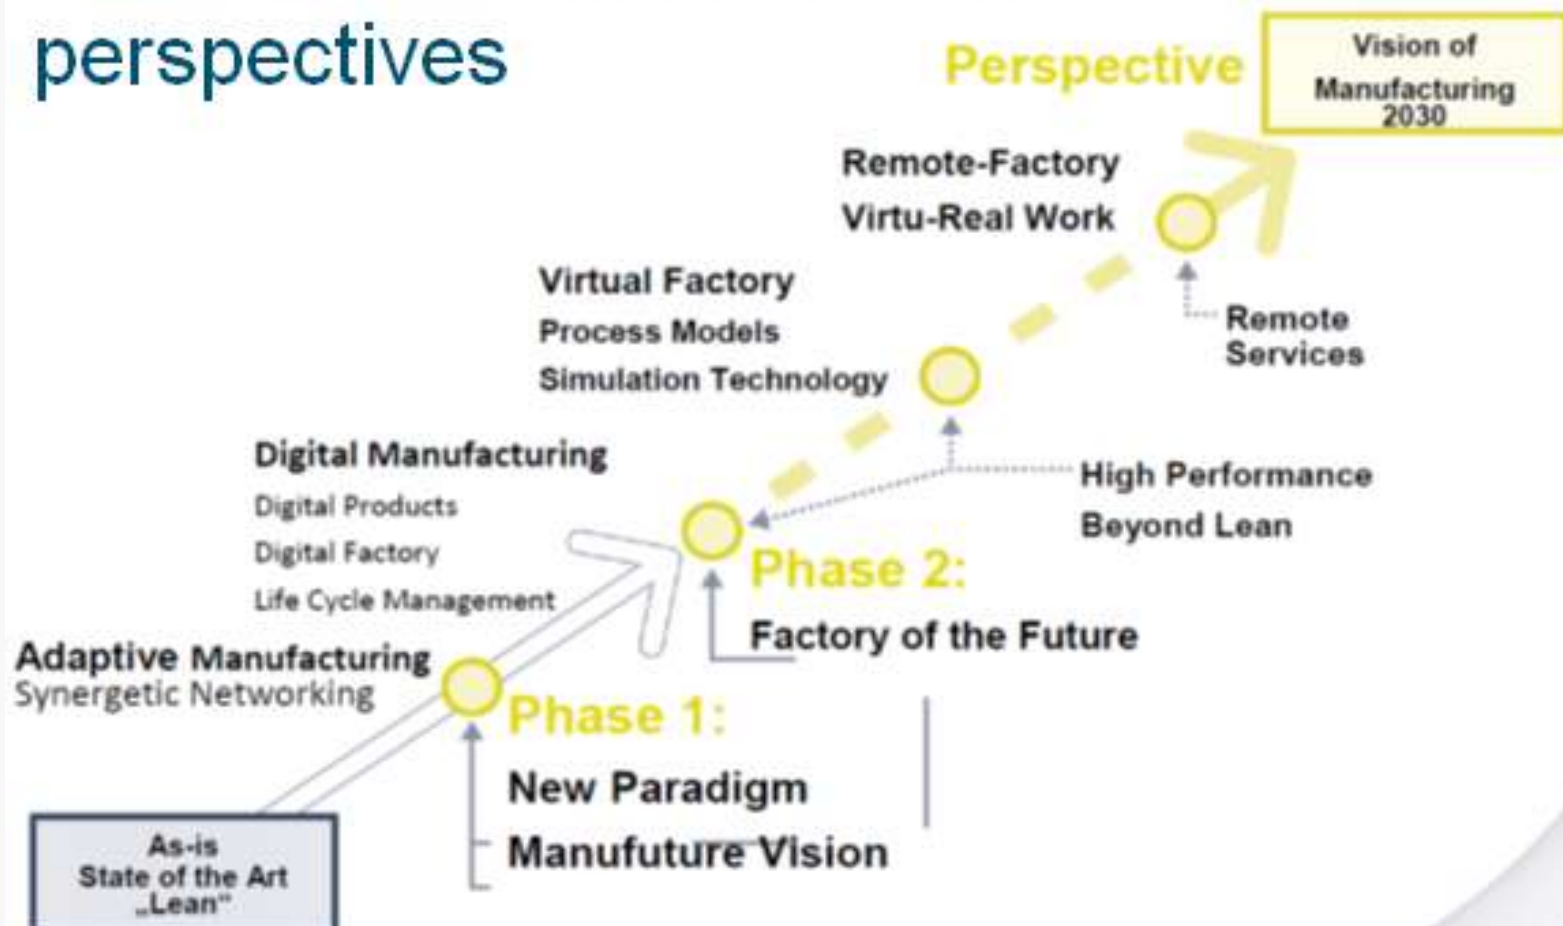 perspectives
Perspective
Vision of
Manufacturing
2030
Remote-Factory
Virtu-Real Work
Remote
Services
Virtual Factory
Process Models
Simulation Technology
High Performance
Beyond Lean
Digital Manufacturing
Digital Products
Digital Factory
Life Cycle Management
Phase 2:
Factory of the Future
Adaptive Manufacturing
Synergetic Networking
Phase 1:
New Paradigm
Manufuture Vision
As-is
State of the Art
„Lean“